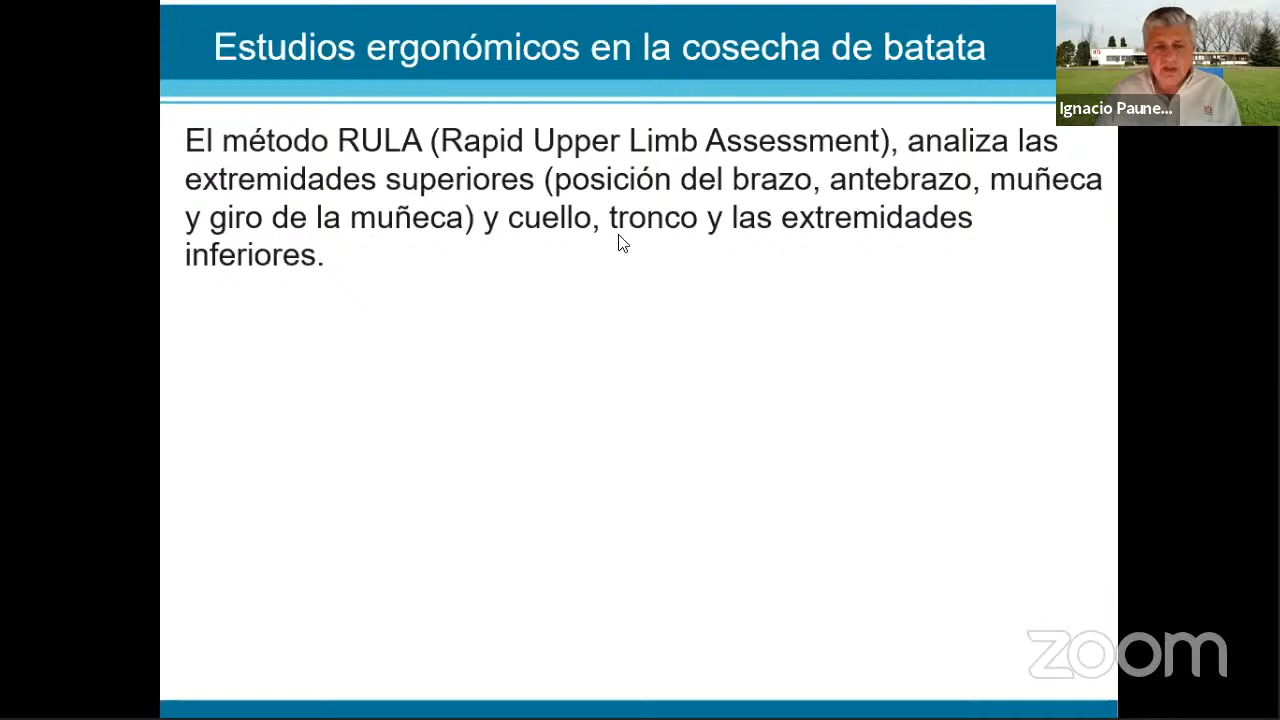 Estudios ergonómicos en la cosecha de batata
Ignacio Paune...
El método RULA (Rapid Upper Limb Assessment), analiza las
extremidades superiores (posición del brazo, antebrazo, muñeca
y giro de la muñeca) y cuello, tronco y las extremidades
inferiores.
zoom